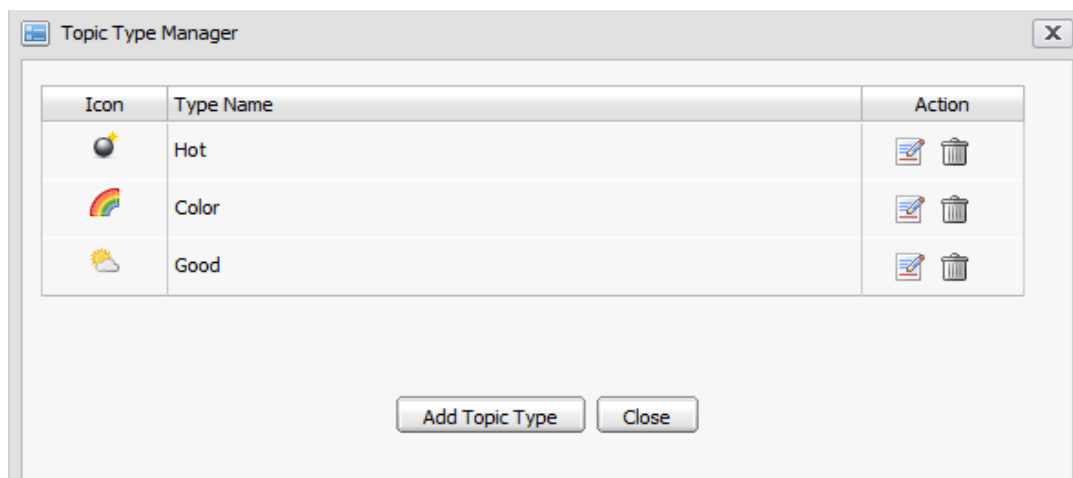 Topic Type Manager
Icon Type Name Action
Hot
Color
Good
Add Topic Type Close